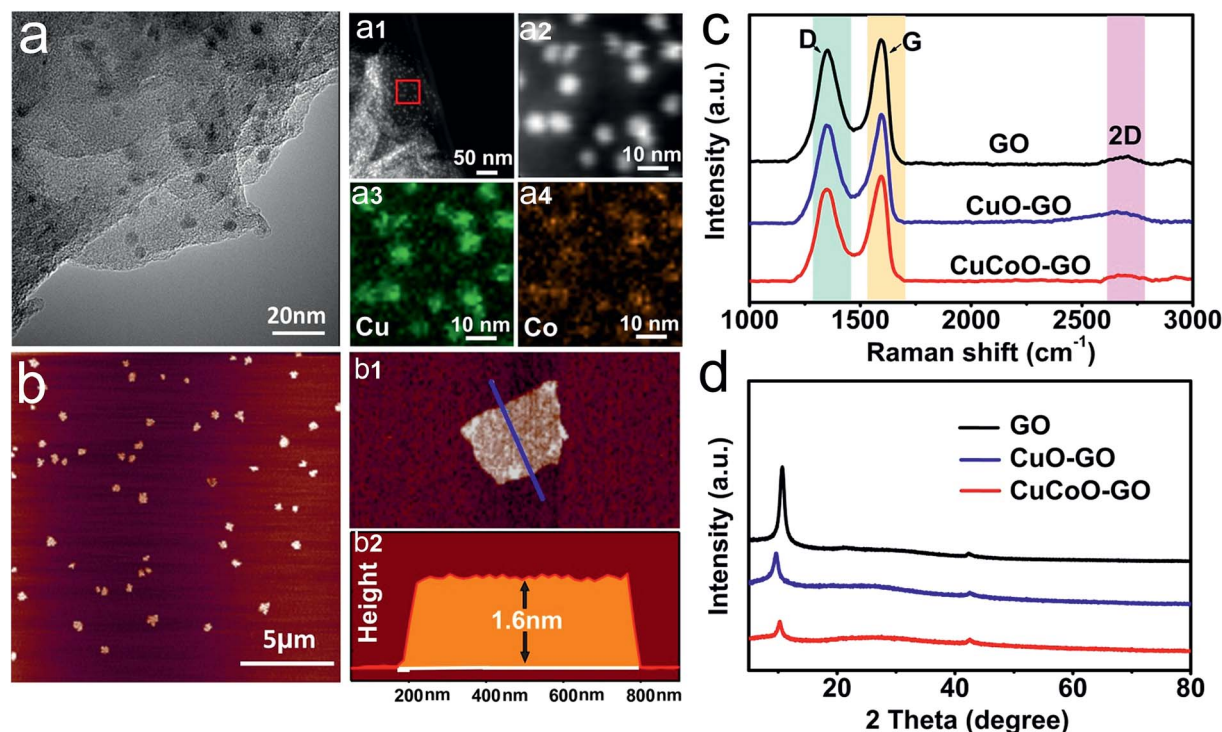 a
20nm
a1
50 nm
a2
10 nm
a3
Cu
10 nm
a4
Co
10 nm
b
5μm
b1
b2
Height
1.6nm
200nm 400nm 600nm 800nm
c
Intensity (a.u.)
D
G
2D
GO
CuO-GO
CuCoO-GO
1000 1500 2000 2500 3000
Raman shift (cm⁻¹)
d
Intensity (a.u.)
GO
CuO-GO
CuCoO-GO
20 40 60 80
2 Theta (degree)